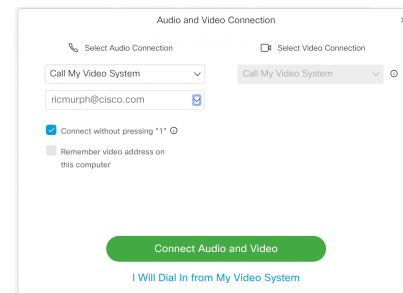 Audio and Video Connection
Select Audio Connection
Select Video Connection
Call My Video System
Call My Video System
ricmurph@cisco.com
Connect without pressing "1"
Remember video address on
this computer
Connect Audio and Video
I Will Dial In from My Video System